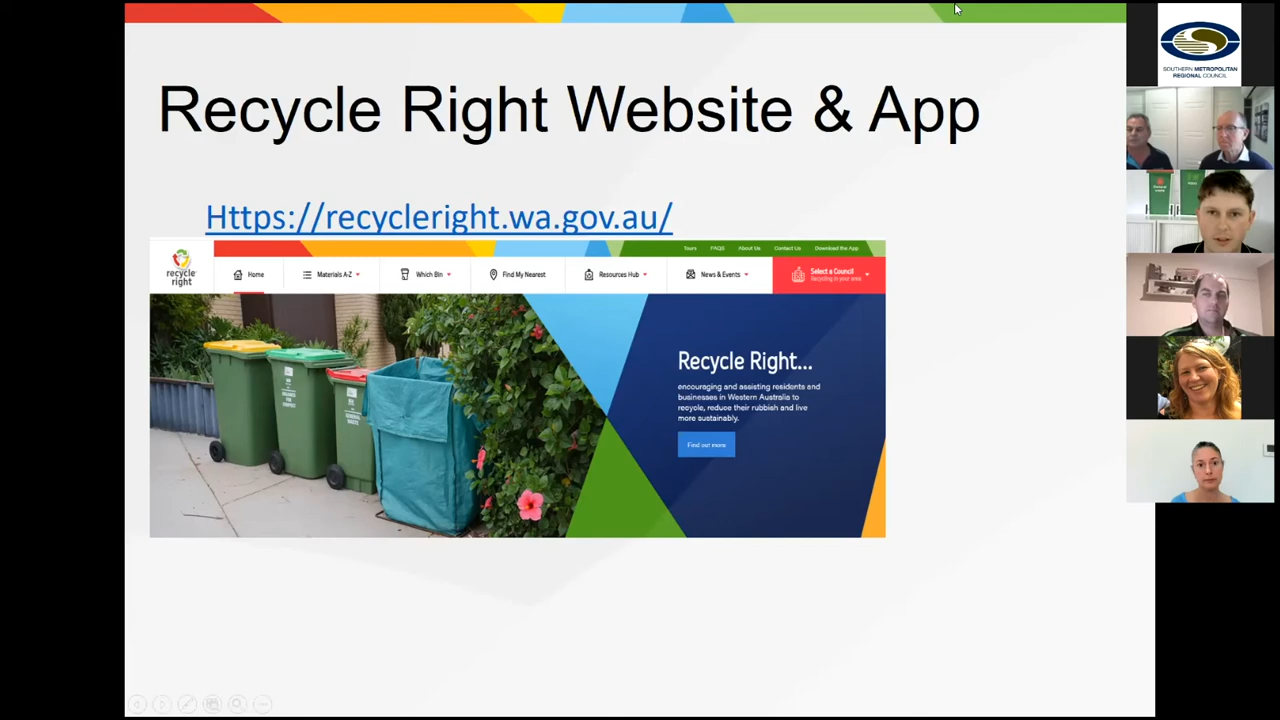 Recycle Right Website & App
Https://recycleright.wa.gov.au/
Tours FAQS About Us Contact Us Download the App
recycle
right
Home Materials A-Z Which Bin Find My Nearest Resources Hub News & Events Select a Council
Recycling in your area
Recycle Right...
encouraging and assisting residents and
businesses in Western Australia to
recycle, reduce their rubbish and live
more sustainably.
Find out more
SOUTHERN METROPOLITAN
REGIONAL COUNCIL